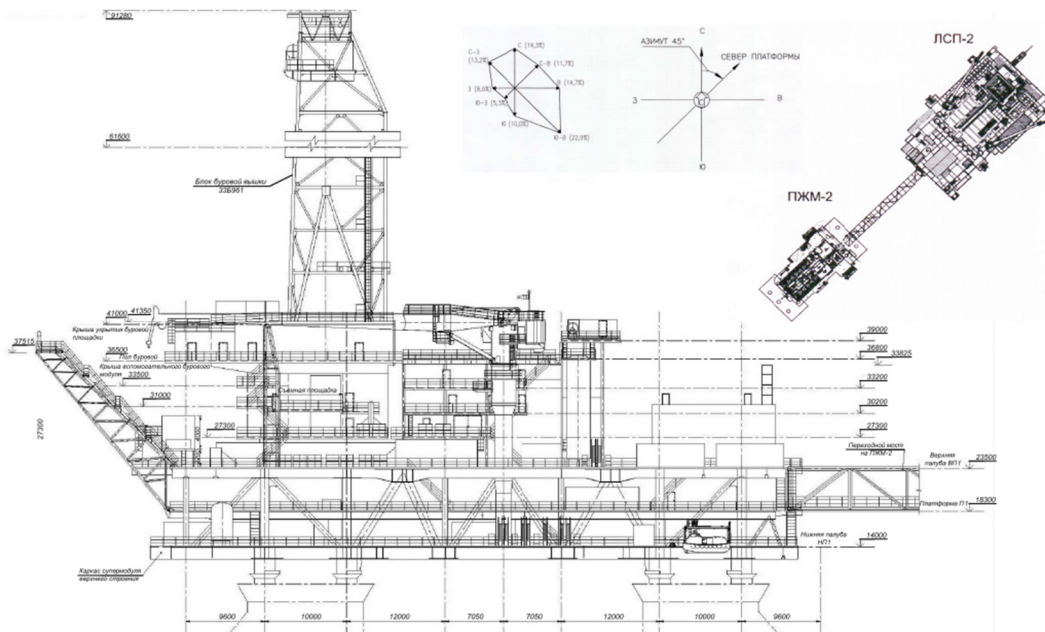 91280
61600
Блок буровой вышки
33Б961
41350
41000
Крыша укрытия буровой
площадки
37515
36500
Пол буровой
Крыша вспомогательного бурового
модуля
33500
Съемная площадка
31000
27300
27300
Каркас супермодуля
верхнего строения
С (14,3%)
С-З
(13,2%)
С-В (11,7%)
З (8,0%)
В (14,7%)
Ю-З (5,3%)
Ю (10,0%)
Ю-В (22,9%)
С
АЗИМУТ 45°
СЕВЕР ПЛАТФОРМЫ
З
В
Ю
ЛСП-2
ПЖМ-2
39000
36800
33825
33200
30200
27300
Переходной мост
на ПЖМ-2
Верхняя
палуба ВП1
23500
Платформа П1
18300
Нижняя палуба
НП1
14000
9600
10000
12000
7050
7050
12000
10000
9600